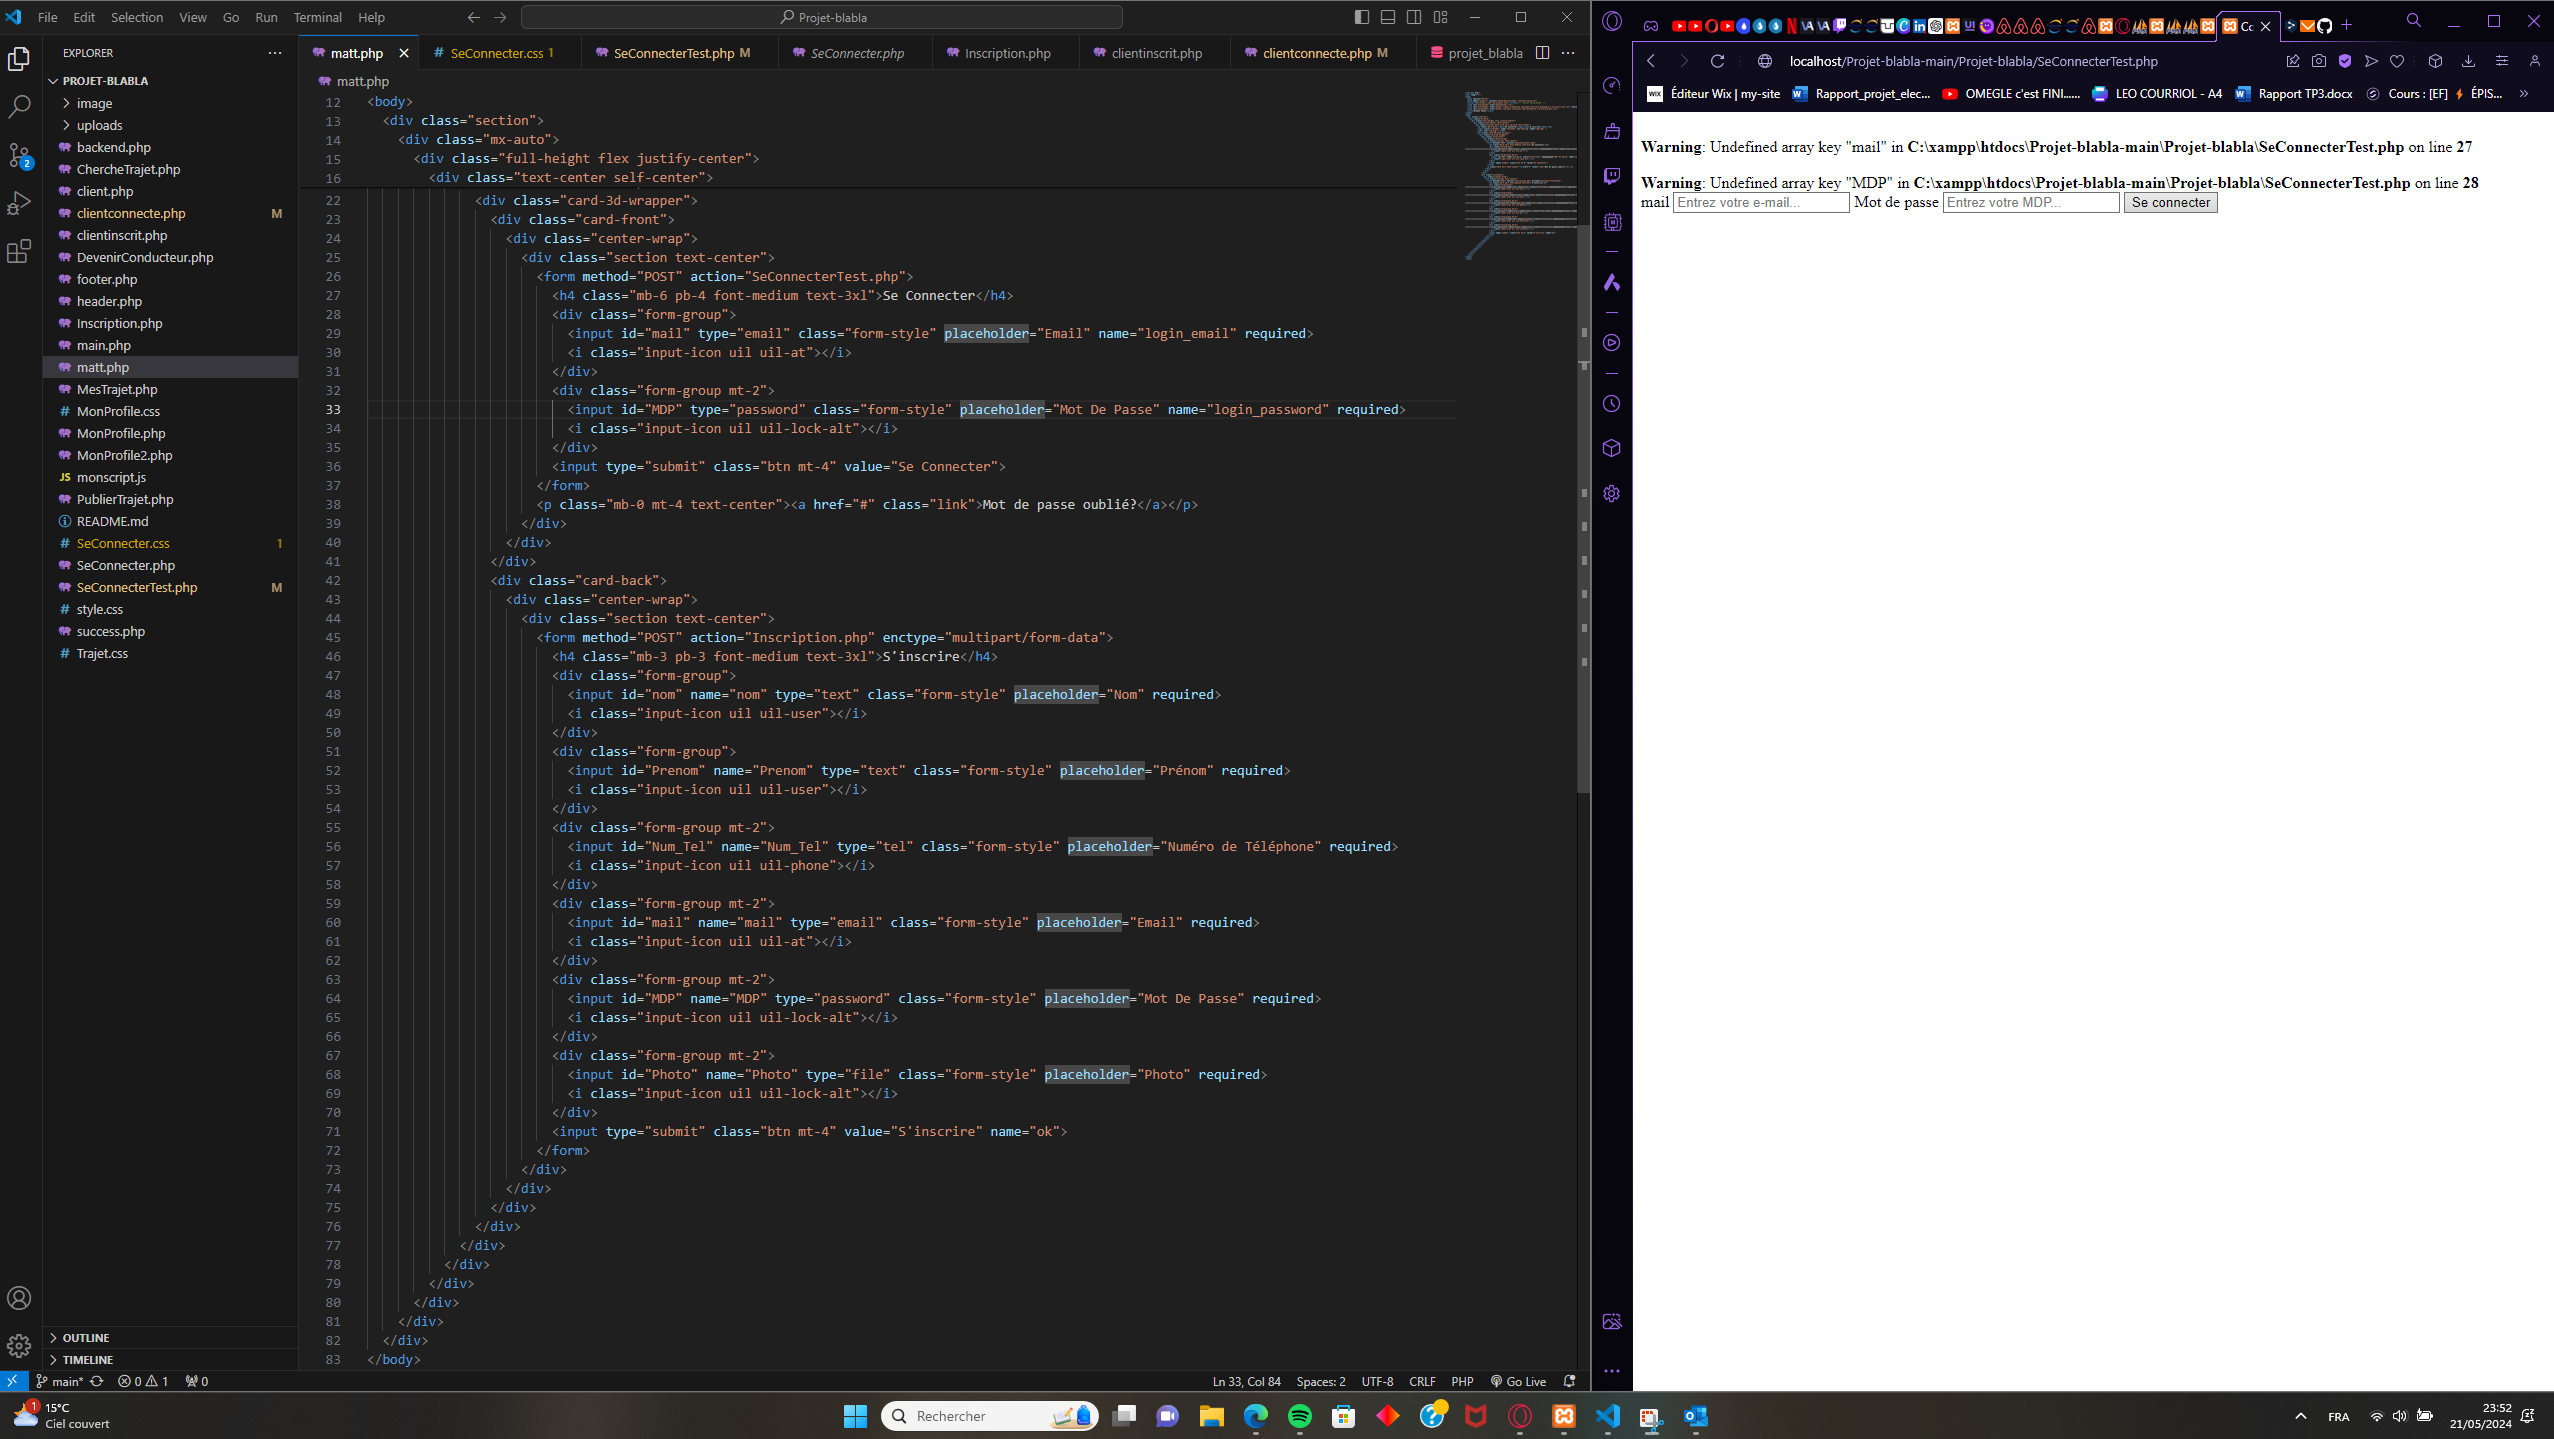 File Edit Selection View Go Run Terminal Help
Projet-blabla
EXPLORER
PROJET-BLABLA
image
uploads
backend.php
ChercheTrajet.php
client.php
clientconnecte.php M
clientinscrit.php
DevenirConducteur.php
footer.php
header.php
Inscription.php
main.php
matt.php
MesTrajet.php
MonProfile.css
MonProfile.php
MonProfile2.php
JS monscript.js
PublierTrajet.php
README.md
# SeConnecter.css 1
SeConnecter.php
SeConnecterTest.php M
# style.css
success.php
# Trajet.css
OUTLINE
TIMELINE
2
matt.php
# SeConnecter.css 1
SeConnecterTest.php M
SeConnecter.php
Inscription.php
clientinscrit.php
clientconnecte.php M
projet_blabla
matt.php
12 <body>
13 <div class="section">
14 <div class="mx-auto">
15 <div class="full-height flex justify-center">
16 <div class="text-center self-center">
22 <div class="card-3d-wrapper">
23 <div class="card-front">
24 <div class="center-wrap">
25 <div class="section text-center">
26 <form method="POST" action="SeConnecterTest.php">
27 <h4 class="mb-6 pb-4 font-medium text-3xl">Se Connecter</h4>
28 <div class="form-group">
29 <input id="mail" type="email" class="form-style" placeholder="Email" name="login_email" required>
30 <i class="input-icon uil uil-at"></i>
31 </div>
32 <div class="form-group mt-2">
33 <input id="MDP" type="password" class="form-style" placeholder="Mot De Passe" name="login_password" required>
34 <i class="input-icon uil uil-lock-alt"></i>
35 </div>
36 <input type="submit" class="btn mt-4" value="Se Connecter">
37 </form>
38 <p class="mb-0 mt-4 text-center"><a href="#" class="link">Mot de passe oublié?</a></p>
39 </div>
40 </div>
41 </div>
42 <div class="card-back">
43 <div class="center-wrap">
44 <div class="section text-center">
45 <form method="POST" action="Inscription.php" enctype="multipart/form-data">
46 <h4 class="mb-3 pb-3 font-medium text-3xl">S'inscrire</h4>
47 <div class="form-group">
48 <input id="nom" name="nom" type="text" class="form-style" placeholder="Nom" required>
49 <i class="input-icon uil uil-user"></i>
50 </div>
51 <div class="form-group">
52 <input id="Prenom" name="Prenom" type="text" class="form-style" placeholder="Prénom" required>
53 <i class="input-icon uil uil-user"></i>
54 </div>
55 <div class="form-group mt-2">
56 <input id="Num_Tel" name="Num_Tel" type="tel" class="form-style" placeholder="Numéro de Téléphone" required>
57 <i class="input-icon uil uil-phone"></i>
58 </div>
59 <div class="form-group mt-2">
60 <input id="mail" name="mail" type="email" class="form-style" placeholder="Email" required>
61 <i class="input-icon uil uil-at"></i>
62 </div>
63 <div class="form-group mt-2">
64 <input id="MDP" name="MDP" type="password" class="form-style" placeholder="Mot De Passe" required>
65 <i class="input-icon uil uil-lock-alt"></i>
66 </div>
67 <div class="form-group mt-2">
68 <input id="Photo" name="Photo" type="file" class="form-style" placeholder="Photo" required>
69 <i class="input-icon uil uil-lock-alt"></i>
70 </div>
71 <input type="submit" class="btn mt-4" value="S'inscrire" name="ok">
72 </form>
73 </div>
74 </div>
75 </div>
76 </div>
77 </div>
78 </div>
79 </div>
80 </div>
81 </div>
82 </div>
83 </body>
main* 0 1 0
Ln 33, Col 84 Spaces: 2 UTF-8 CRLF PHP Go Live
localhost/Projet-blabla-main/Projet-blabla/SeConnecterTest.php
WIX Éditeur Wix | my-site
Rapport_projet_elec...
OMEGLE c'est FINI......
LEO COURRIOL - A4
Rapport TP3.docx
Cours : [EF]
ÉPIS...
Warning: Undefined array key "mail" in C:\xampp\htdocs\Projet-blabla-main\Projet-blabla\SeConnecterTest.php on line 27
Warning: Undefined array key "MDP" in C:\xampp\htdocs\Projet-blabla-main\Projet-blabla\SeConnecterTest.php on line 28
mail Entrez votre e-mail... Mot de passe Entrez votre MDP... Se connecter
1
15°C
Ciel couvert
Rechercher
FRA
23:52
21/05/2024